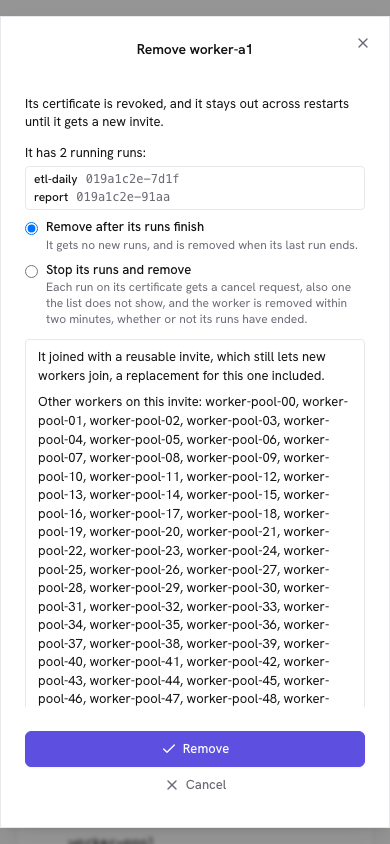 Remove worker-a1
Its certificate is revoked, and it stays out across restarts
until it gets a new invite.
It has 2 running runs:
etl-daily 019a1c2e-7d1f
report 019a1c2e-91aa
Remove after its runs finish
It gets no new runs, and is removed when its last run ends.
Stop its runs and remove
Each run on its certificate gets a cancel request, also one
the list does not show, and the worker is removed within
two minutes, whether or not its runs have ended.
It joined with a reusable invite, which still lets new
workers join, a replacement for this one included.
Other workers on this invite: worker-pool-00, worker-
pool-01, worker-pool-02, worker-pool-03, worker-
pool-04, worker-pool-05, worker-pool-06, worker-
pool-07, worker-pool-08, worker-pool-09, worker-
pool-10, worker-pool-11, worker-pool-12, worker-
pool-13, worker-pool-14, worker-pool-15, worker-
pool-16, worker-pool-17, worker-pool-18, worker-
pool-19, worker-pool-20, worker-pool-21, worker-
pool-22, worker-pool-23, worker-pool-24, worker-
pool-25, worker-pool-26, worker-pool-27, worker-
pool-28, worker-pool-29, worker-pool-30, worker-
pool-31, worker-pool-32, worker-pool-33, worker-
pool-34, worker-pool-35, worker-pool-36, worker-
pool-37, worker-pool-38, worker-pool-39, worker-
pool-40, worker-pool-41, worker-pool-42, worker-
pool-43, worker-pool-44, worker-pool-45, worker-
pool-46, worker-pool-47, worker-pool-48, worker-
Remove
Cancel